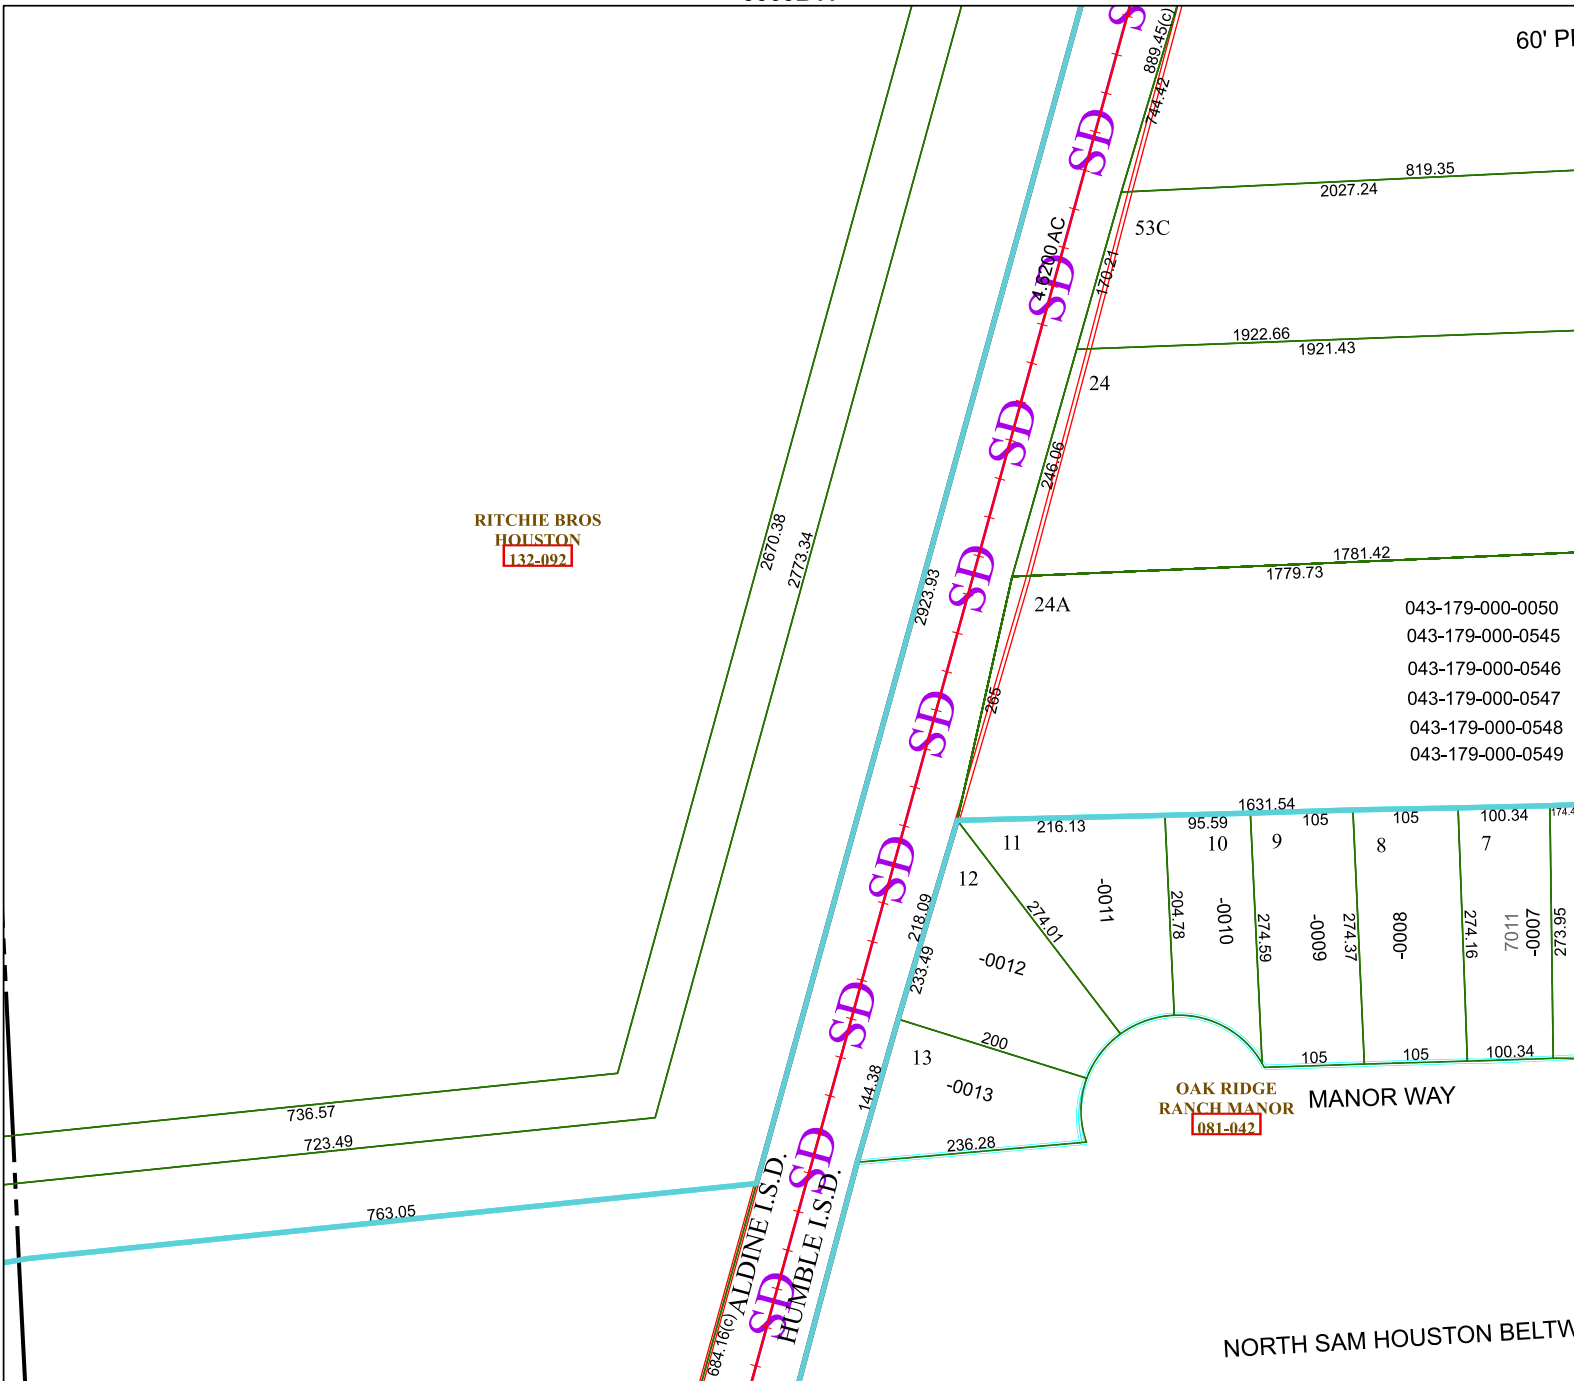 SD
889.45(c)
744.42
60' P
819.35
2027.24
SD
53C
4.6200 AC
170.21
SD
1922.66
1921.43
24
SD
246.06
RITCHIE BROS
HOUSTON
132-092
2670.38
2773.34
2923.93
SD
1781.42
1779.73
24A
043-179-000-0050
043-179-000-0545
043-179-000-0546
043-179-000-0547
043-179-000-0548
043-179-000-0549
265
SD
1631.54
216.13
95.59
105
105
100.34
174.4
11
10
9
8
7
12
SD
218.09
233.49
274.01
-0011
204.78
-0010
274.59
-0009
274.37
-0008
274.16
7011
-0007
273.95
-0012
SD
200
13
-0013
144.38
105
105
100.34
OAK RIDGE
RANCH MANOR
081-042
MANOR WAY
736.57
723.49
236.28
SD
763.05
ALDINE I.S.D.
HUMBLE I.S.D.
SD
684.16(c)
NORTH SAM HOUSTON BELTW